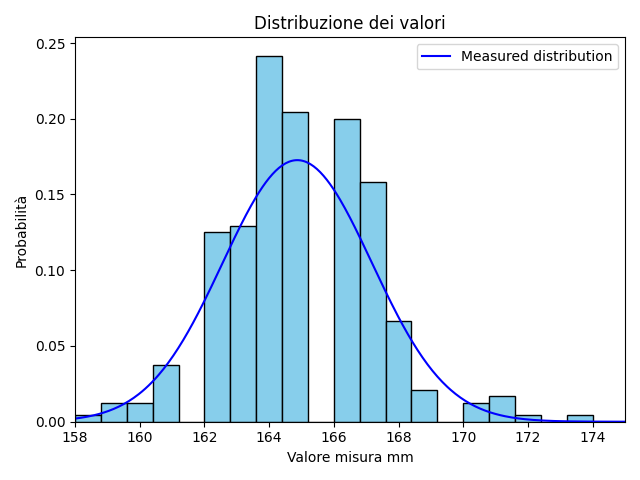 Distribuzione dei valori
Measured distribution
0.25
0.20
0.15
0.10
0.05
0.00
Probabilità
158 160 162 164 166 168 170 172 174
Valore misura mm